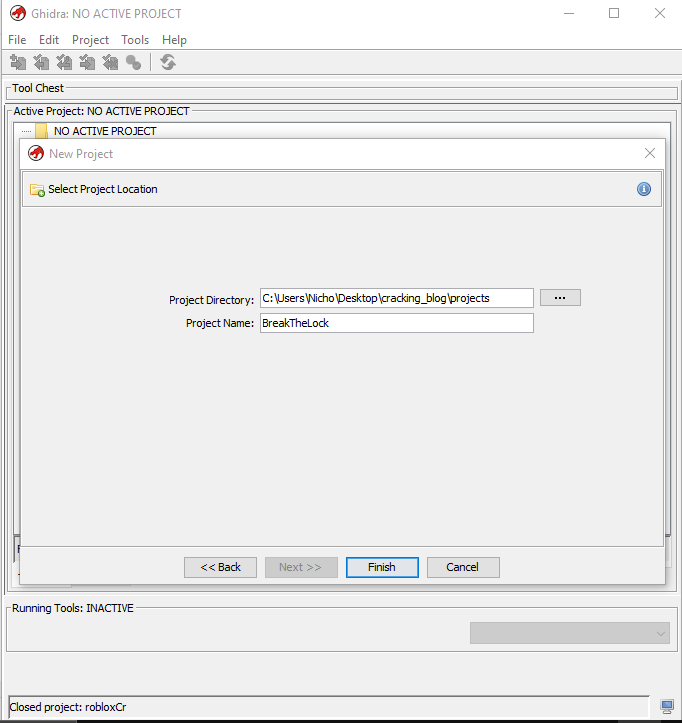 Ghidra: NO ACTIVE PROJECT
File Edit Project Tools Help
Tool Chest
Active Project: NO ACTIVE PROJECT
NO ACTIVE PROJECT
New Project
Select Project Location
Project Directory: C:\Users\Nicho\Desktop\cracking_blog\projects ...
Project Name: BreakTheLock
<< Back Next >> Finish Cancel
Running Tools: INACTIVE
Closed project: robloxCr